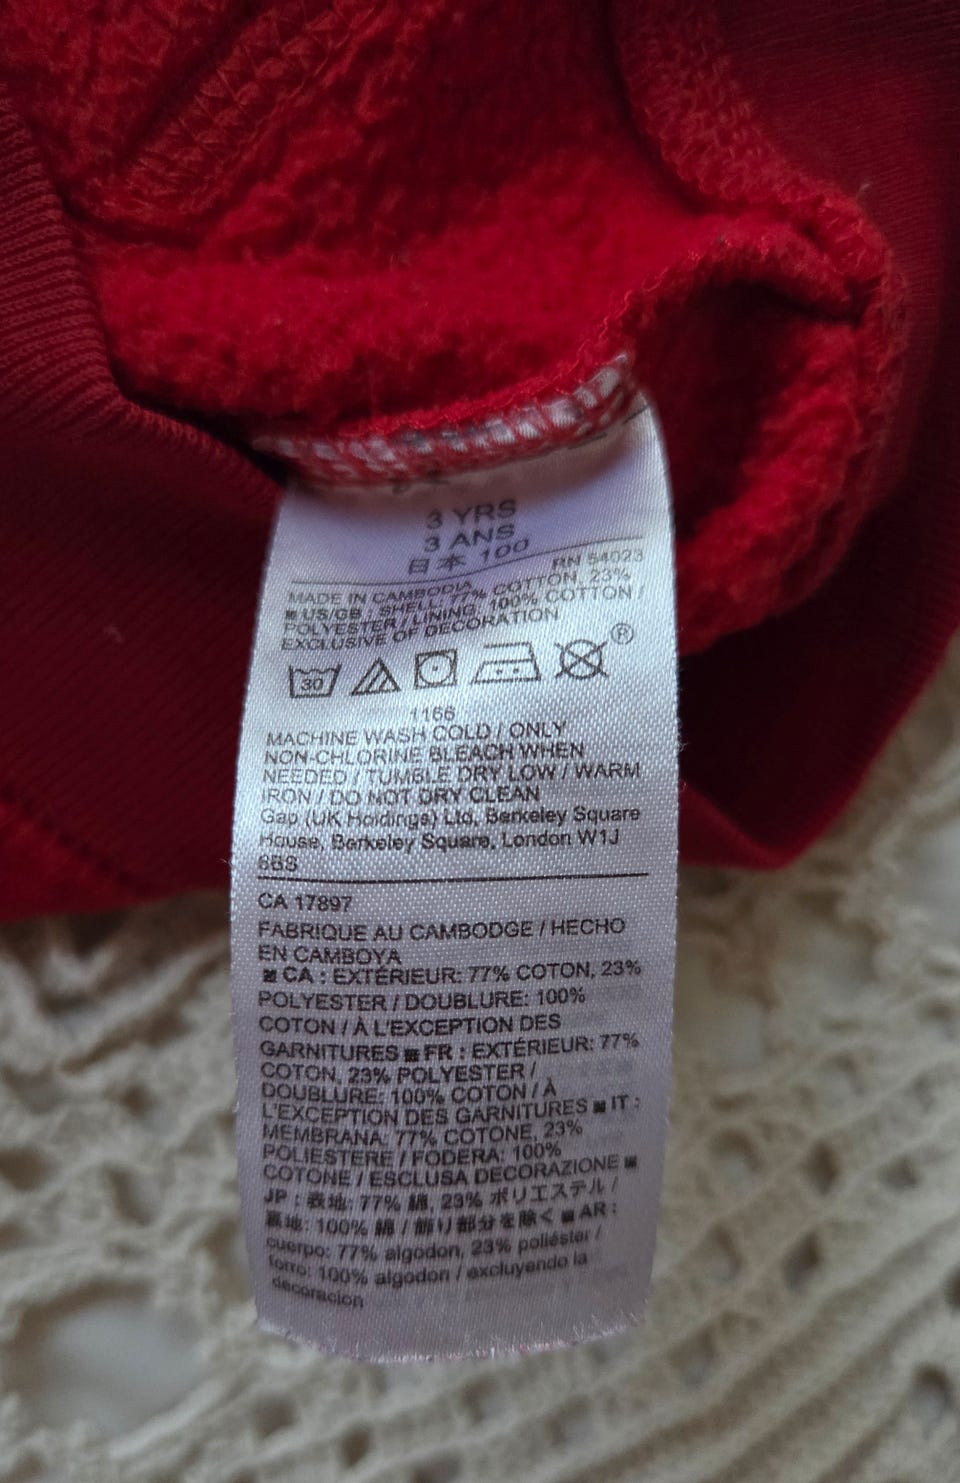 3 YRS
3 ANS
日本 100
RN 54023
MADE IN CAMBODIA
■ US/GB : SHELL: 77% COTTON, 23%
POLYESTER / LINING: 100% COTTON /
EXCLUSIVE OF DECORATION
30
®
1166
MACHINE WASH COLD / ONLY
NON-CHLORINE BLEACH WHEN
NEEDED / TUMBLE DRY LOW / WARM
IRON / DO NOT DRY CLEAN
Gap (UK Holdings) Ltd, Berkeley Square
House, Berkeley Square, London W1J
6BS
CA 17897
FABRIQUE AU CAMBODGE / HECHO
EN CAMBOYA
■ CA : EXTÉRIEUR: 77% COTON, 23%
POLYESTER / DOUBLURE: 100%
COTON / À L'EXCEPTION DES
GARNITURES ■ FR : EXTÉRIEUR: 77%
COTON, 23% POLYESTER /
DOUBLURE: 100% COTON / À
L'EXCEPTION DES GARNITURES ■ IT :
MEMBRANA: 77% COTONE, 23%
POLIESTERE / FODERA: 100%
COTONE / ESCLUSA DECORAZIONE ■
JP : 表地: 77% 綿, 23% ポリエステル /
裏地: 100% 綿 / 飾り部分を除く ■ AR :
cuerpo: 77% algodon, 23% poliéster /
forro: 100% algodon / excluyendo la
decoracion